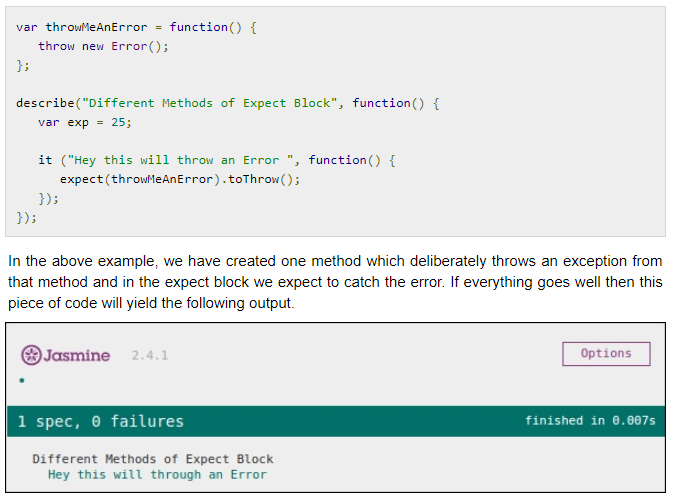 var throwMeAnError = function() {
throw new Error();
};
describe("Different Methods of Expect Block", function() {
var exp = 25;
it ("Hey this will throw an Error ", function() {
expect(throwMeAnError).toThrow();
});
});
In the above example, we have created one method which deliberately throws an exception from
that method and in the expect block we expect to catch the error. If everything goes well then this
piece of code will yield the following output.
Jasmine 2.4.1 Options
1 spec, 0 failures finished in 0.007s
Different Methods of Expect Block
Hey this will through an Error